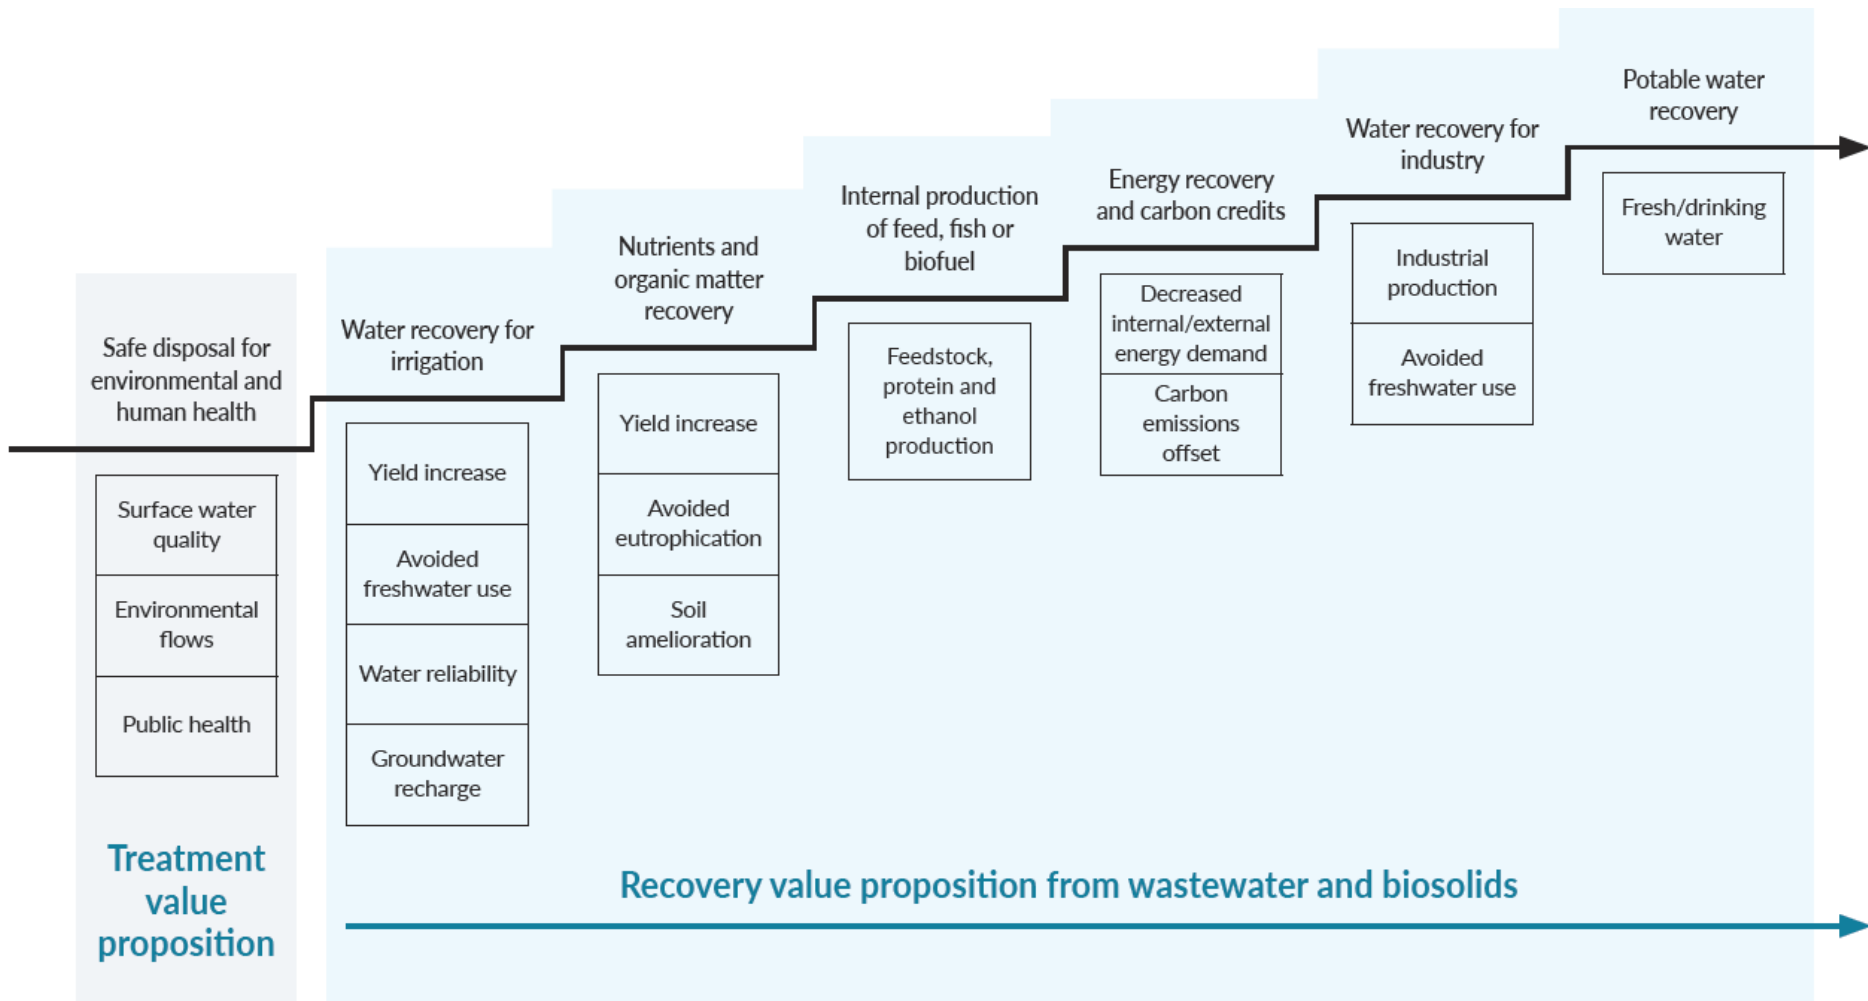 Safe disposal for
environmental and
human health
Surface water
quality
Environmental
flows
Public health
Treatment
value
proposition
Water recovery for
irrigation
Yield increase
Avoided
freshwater use
Water reliability
Groundwater
recharge
Nutrients and
organic matter
recovery
Yield increase
Avoided
eutrophication
Soil
amelioration
Internal production
of feed, fish or
biofuel
Feedstock,
protein and
ethanol
production
Energy recovery
and carbon credits
Decreased
internal/external
energy demand
Carbon
emissions
offset
Water recovery for
industry
Industrial
production
Avoided
freshwater use
Potable water
recovery
Fresh/drinking
water
Recovery value proposition from wastewater and biosolids